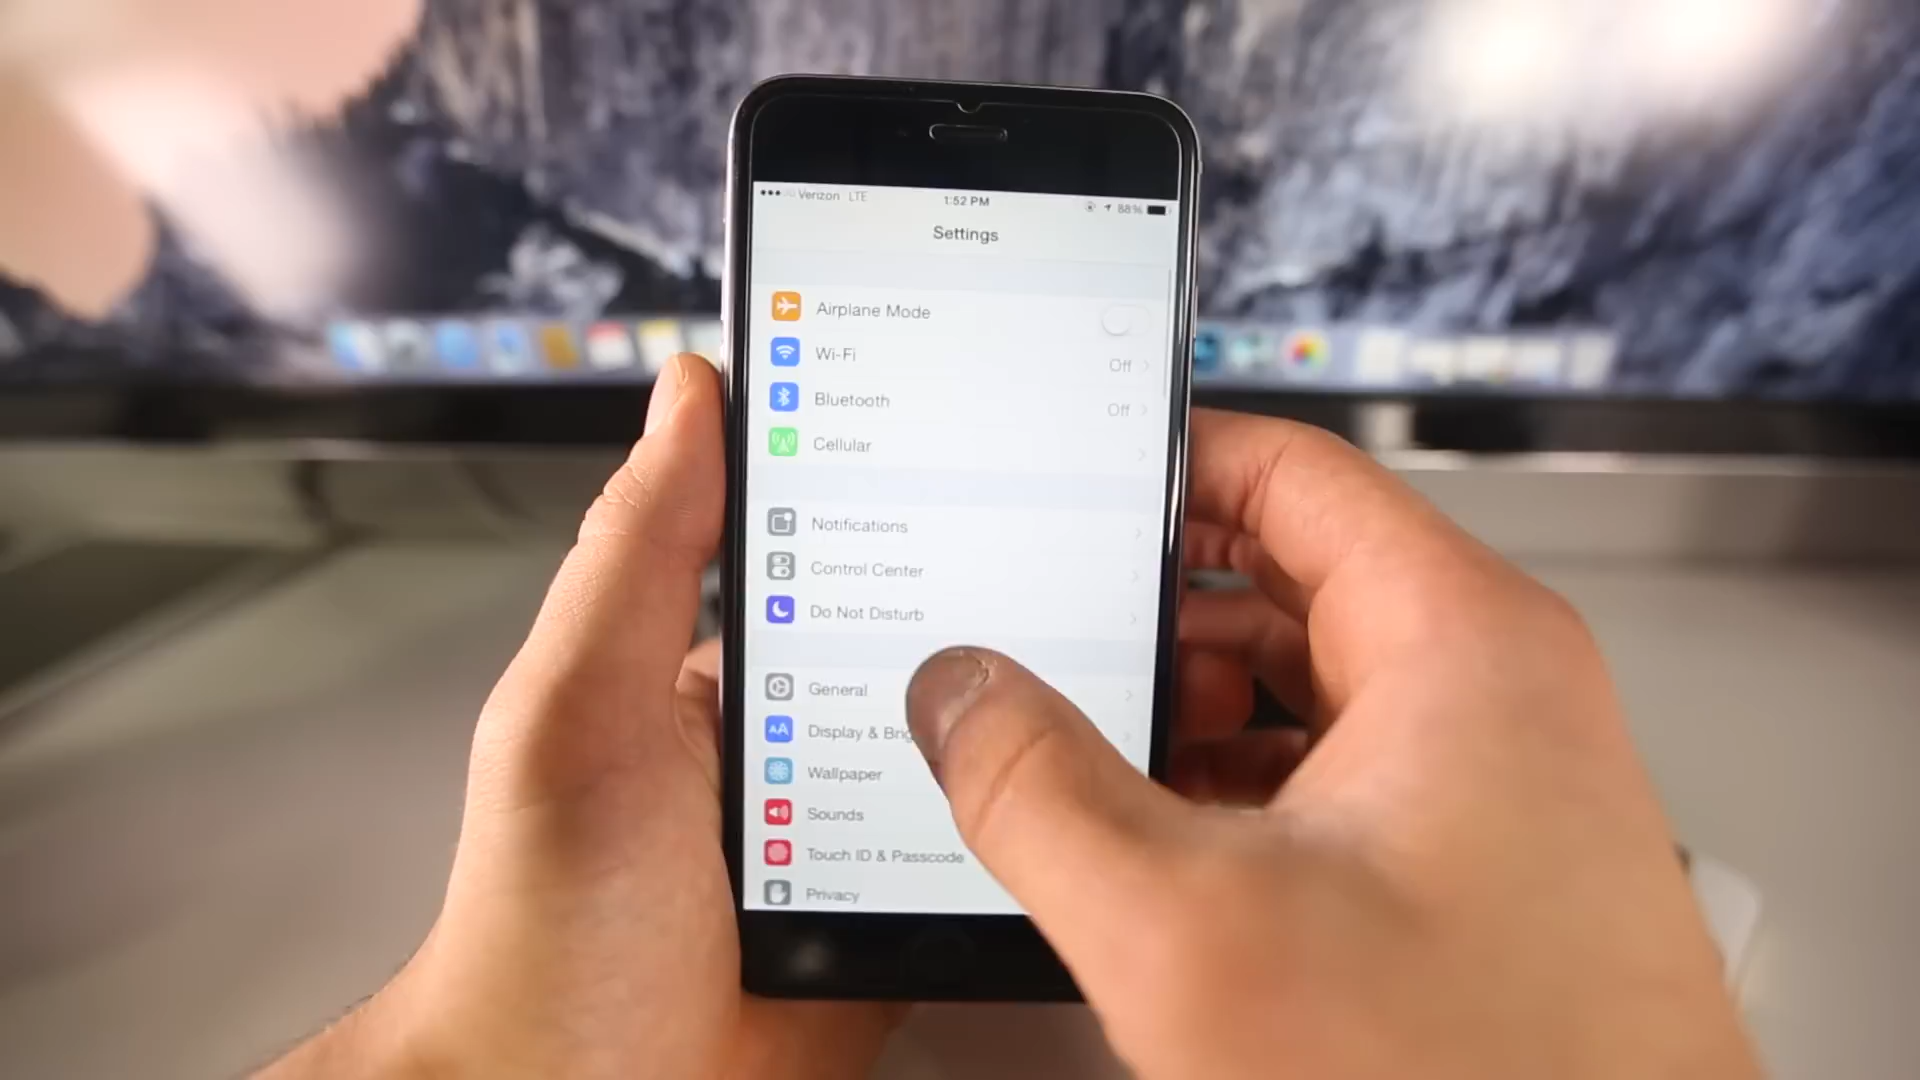 Verizon LTE 1:52 PM 88%
Settings
Airplane Mode
Wi-Fi Off
Bluetooth Off
Cellular
Notifications
Control Center
Do Not Disturb
General
Display & Brig
Wallpaper
Sounds
Touch ID & Passcode
Privacy